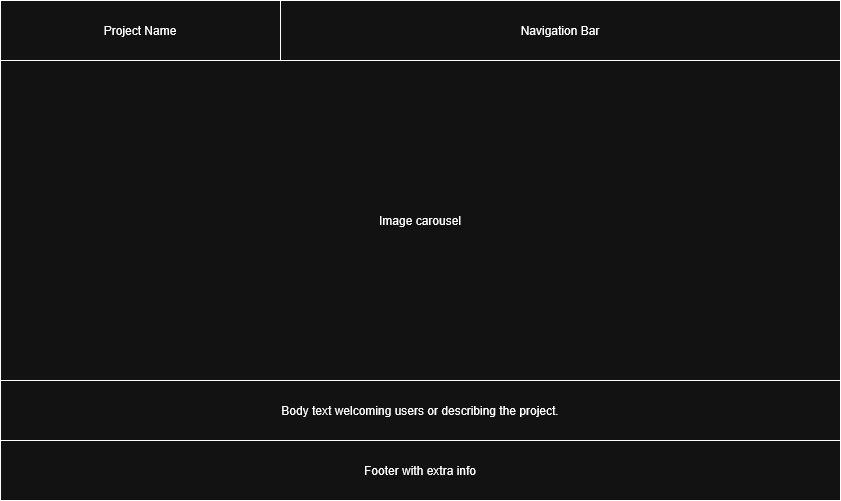 Project Name
Navigation Bar
Image carousel
Body text welcoming users or describing the project.
Footer with extra info